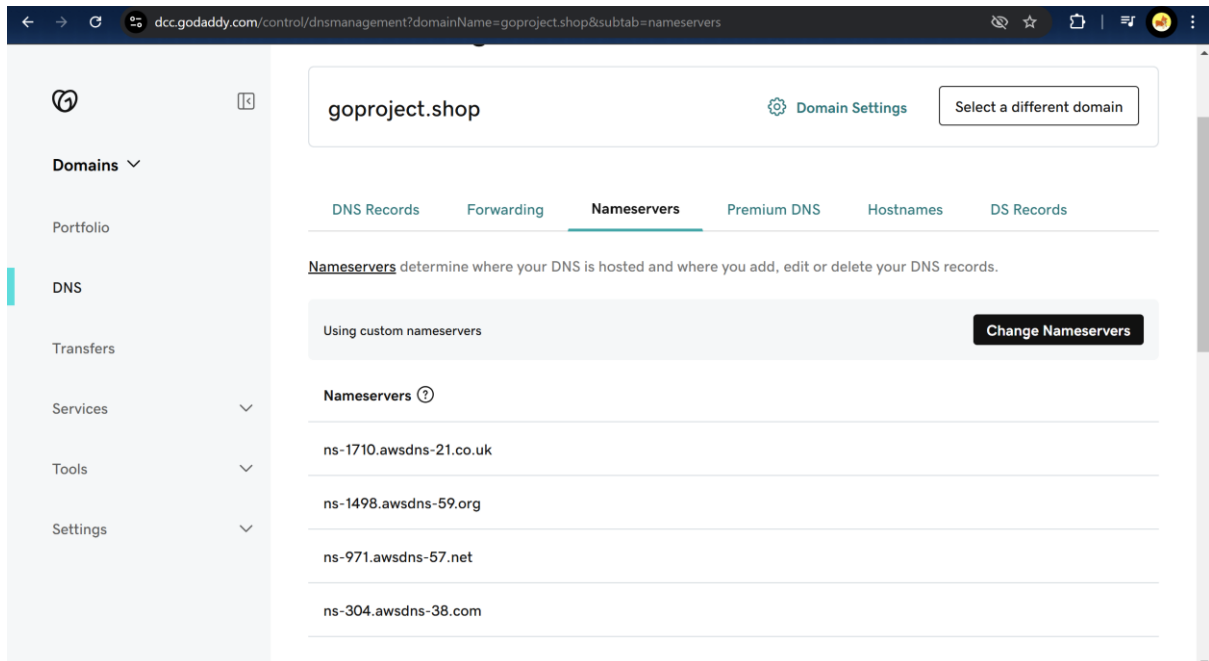 dcc.godaddy.com/control/dnsmanagement?domainName=goproject.shop&subtab=nameservers
goproject.shop
Domain Settings
Select a different domain
Domains
Portfolio
DNS
Transfers
Services
Tools
Settings
DNS Records Forwarding Nameservers Premium DNS Hostnames DS Records
Nameservers determine where your DNS is hosted and where you add, edit or delete your DNS records.
Using custom nameservers
Change Nameservers
Nameservers ?
ns-1710.awsdns-21.co.uk
ns-1498.awsdns-59.org
ns-971.awsdns-57.net
ns-304.awsdns-38.com